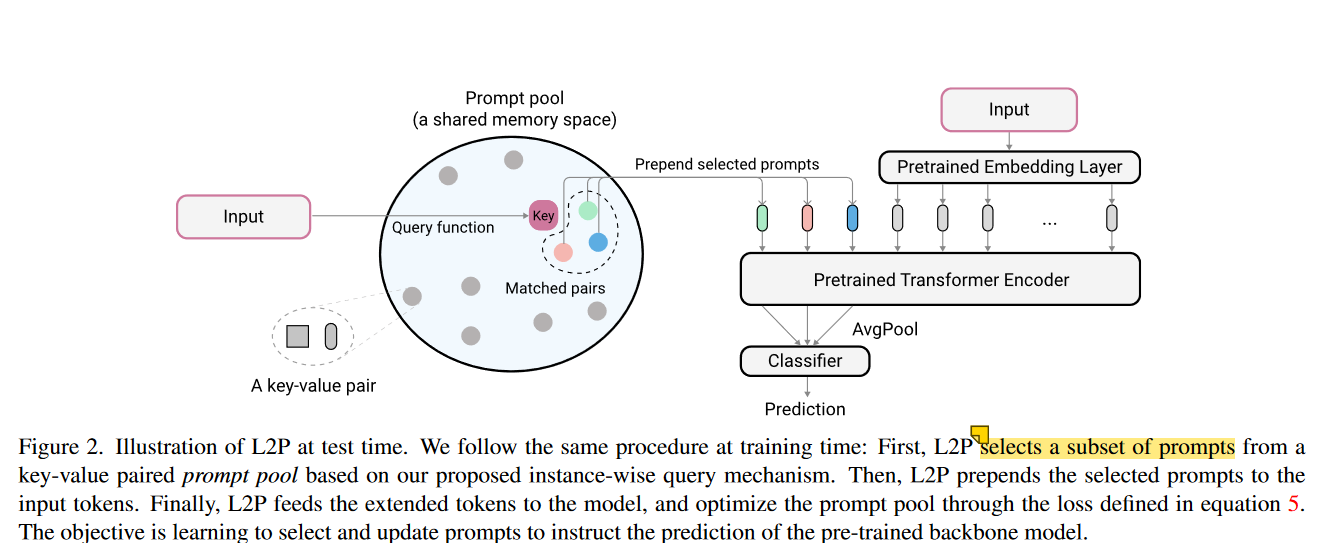 Prompt pool
(a shared memory space)
Input
Query function
Key
Matched pairs
A key-value pair
Prepend selected prompts
Input
Pretrained Embedding Layer
...
Pretrained Transformer Encoder
AvgPool
Classifier
Prediction
Figure 2. Illustration of L2P at test time. We follow the same procedure at training time: First, L2P selects a subset of prompts from a
key-value paired prompt pool based on our proposed instance-wise query mechanism. Then, L2P prepends the selected prompts to the
input tokens. Finally, L2P feeds the extended tokens to the model, and optimize the prompt pool through the loss defined in equation 5.
The objective is learning to select and update prompts to instruct the prediction of the pre-trained backbone model.